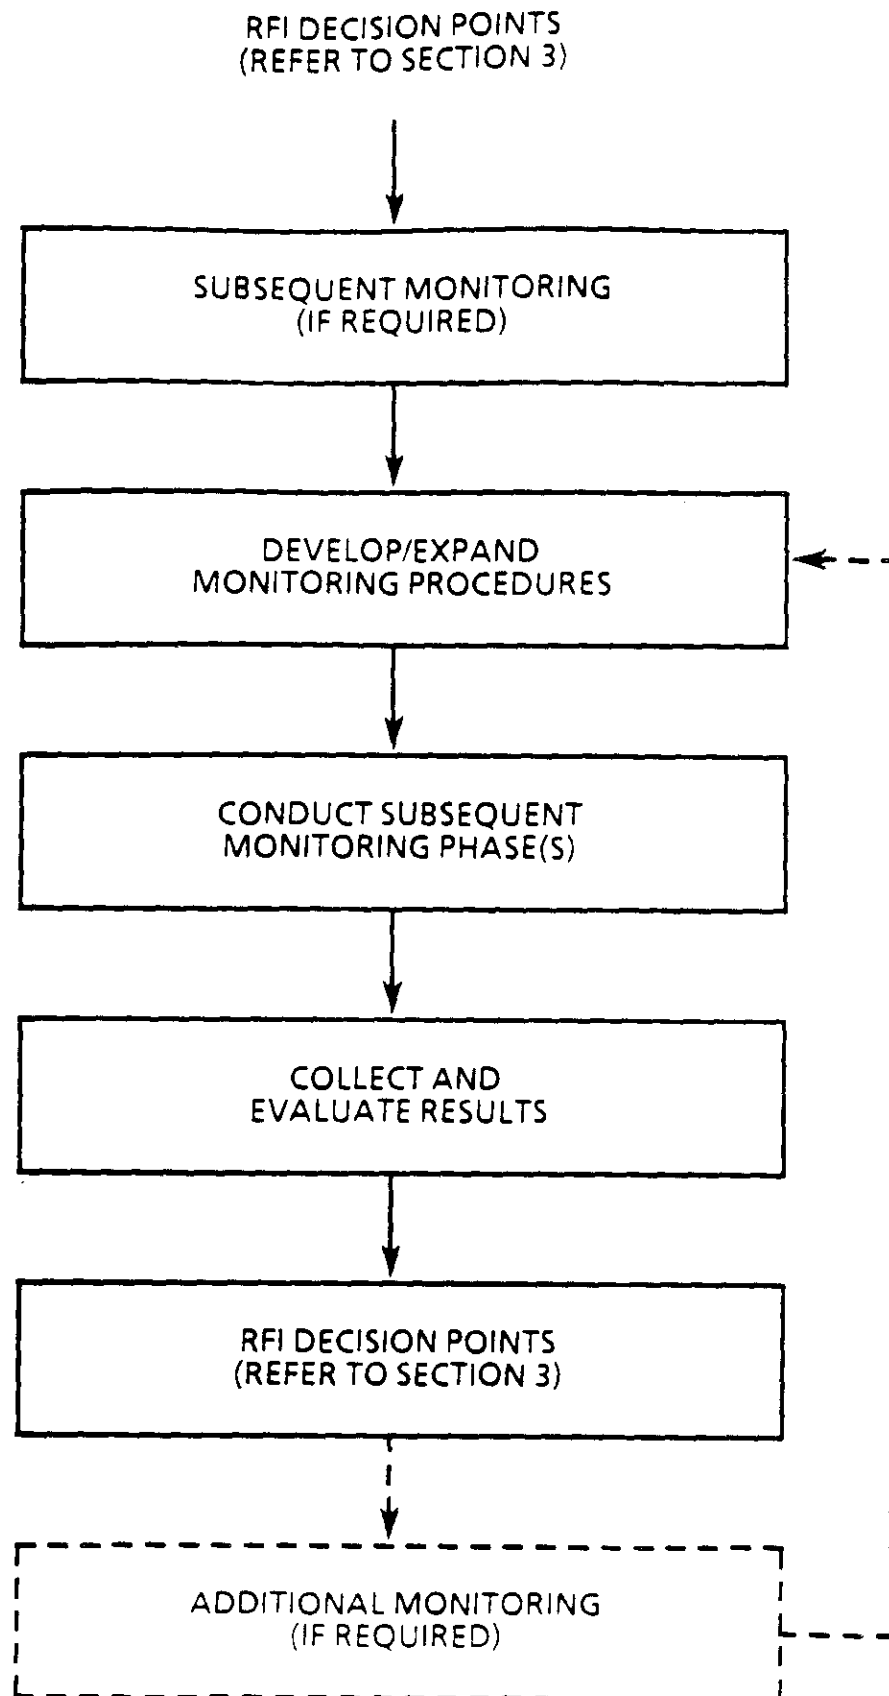 RFI DECISION POINTS
(REFER TO SECTION 3)
SUBSEQUENT MONITORING
(IF REQUIRED)
DEVELOP/EXPAND
MONITORING PROCEDURES
CONDUCT SUBSEQUENT
MONITORING PHASE(S)
COLLECT AND
EVALUATE RESULTS
RFI DECISION POINTS
(REFER TO SECTION 3)
ADDITIONAL MONITORING
(IF REQUIRED)